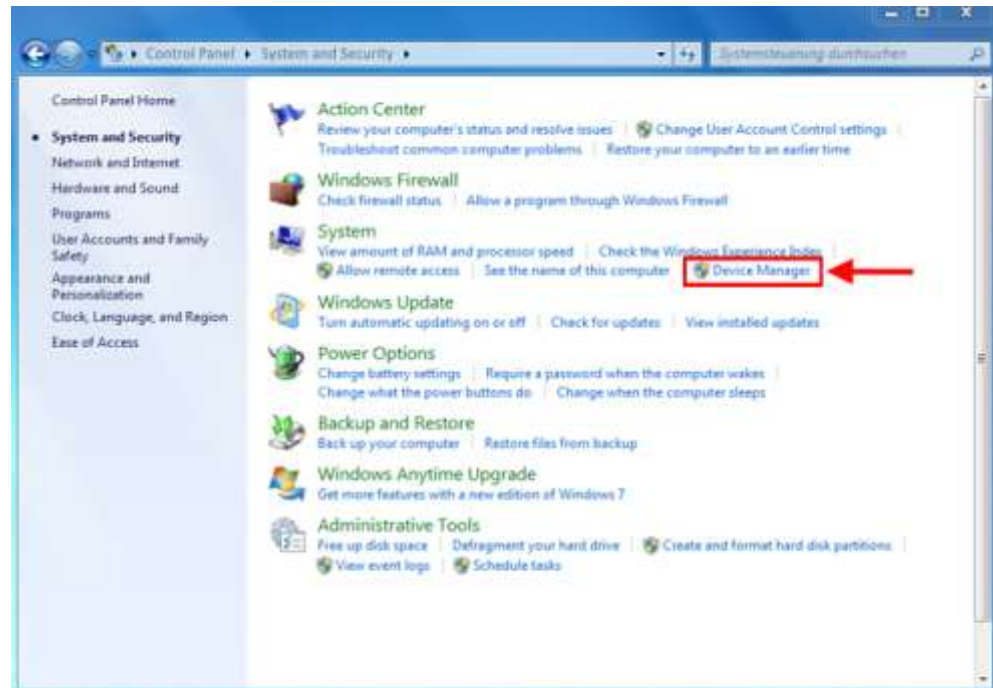 Control Panel System and Security
Systemsteuerung durchsuchen
Control Panel Home
System and Security
Network and Internet
Hardware and Sound
Programs
User Accounts and Family
Safety
Appearance and
Personalization
Clock, Language, and Region
Ease of Access
Action Center
Review your computer's status and resolve issues Change User Account Control settings
Troubleshoot common computer problems Restore your computer to an earlier time
Windows Firewall
Check firewall status Allow a program through Windows Firewall
System
View amount of RAM and processor speed Check the Windows Experience Index
Allow remote access See the name of this computer Device Manager
Windows Update
Turn automatic updating on or off Check for updates View installed updates
Power Options
Change battery settings Require a password when the computer wakes
Change what the power buttons do Change when the computer sleeps
Backup and Restore
Back up your computer Restore files from backup
Windows Anytime Upgrade
Get more features with a new edition of Windows 7
Administrative Tools
Free up disk space Defragment your hard drive Create and format hard disk partitions
View event logs Schedule tasks